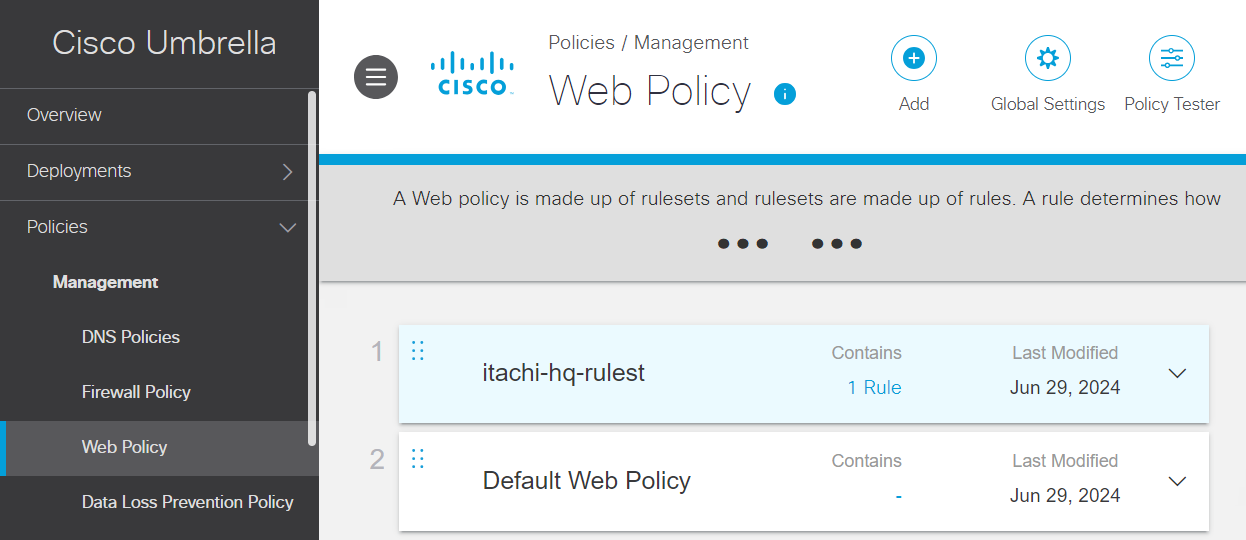 Cisco Umbrella
Overview
Deployments
Policies
Management
DNS Policies
Firewall Policy
Web Policy
Data Loss Prevention Policy
CISCO
Policies / Management
Web Policy
Add
Global Settings
Policy Tester
A Web policy is made up of rulesets and rulesets are made up of rules. A rule determines how
1
itachi-hq-rulest
Contains
1 Rule
Last Modified
Jun 29, 2024
2
Default Web Policy
Contains
-
Last Modified
Jun 29, 2024